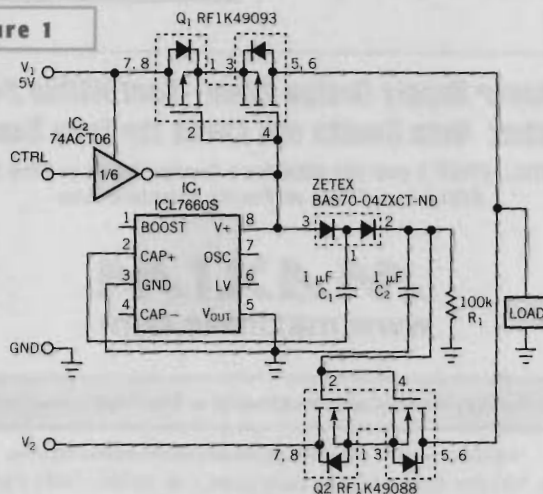 ure 1
Q1 RF1K49093
V1
5V
7, 8
1
3
5, 6
2
4
IC2
74ACT06
CTRL
1/6
IC1
ICL7660S
ZETEX
BAS70-04ZXCT-ND
1
BOOST
V+
8
3
2
2
CAP+
OSC
7
1
3
GND
LV
6
1 µF
C1
1 µF
C2
4
CAP–
VOUT
5
100k
R1
LOAD
GND
2
4
V2
7, 8
1
3
5, 6
Q2 RF1K49088